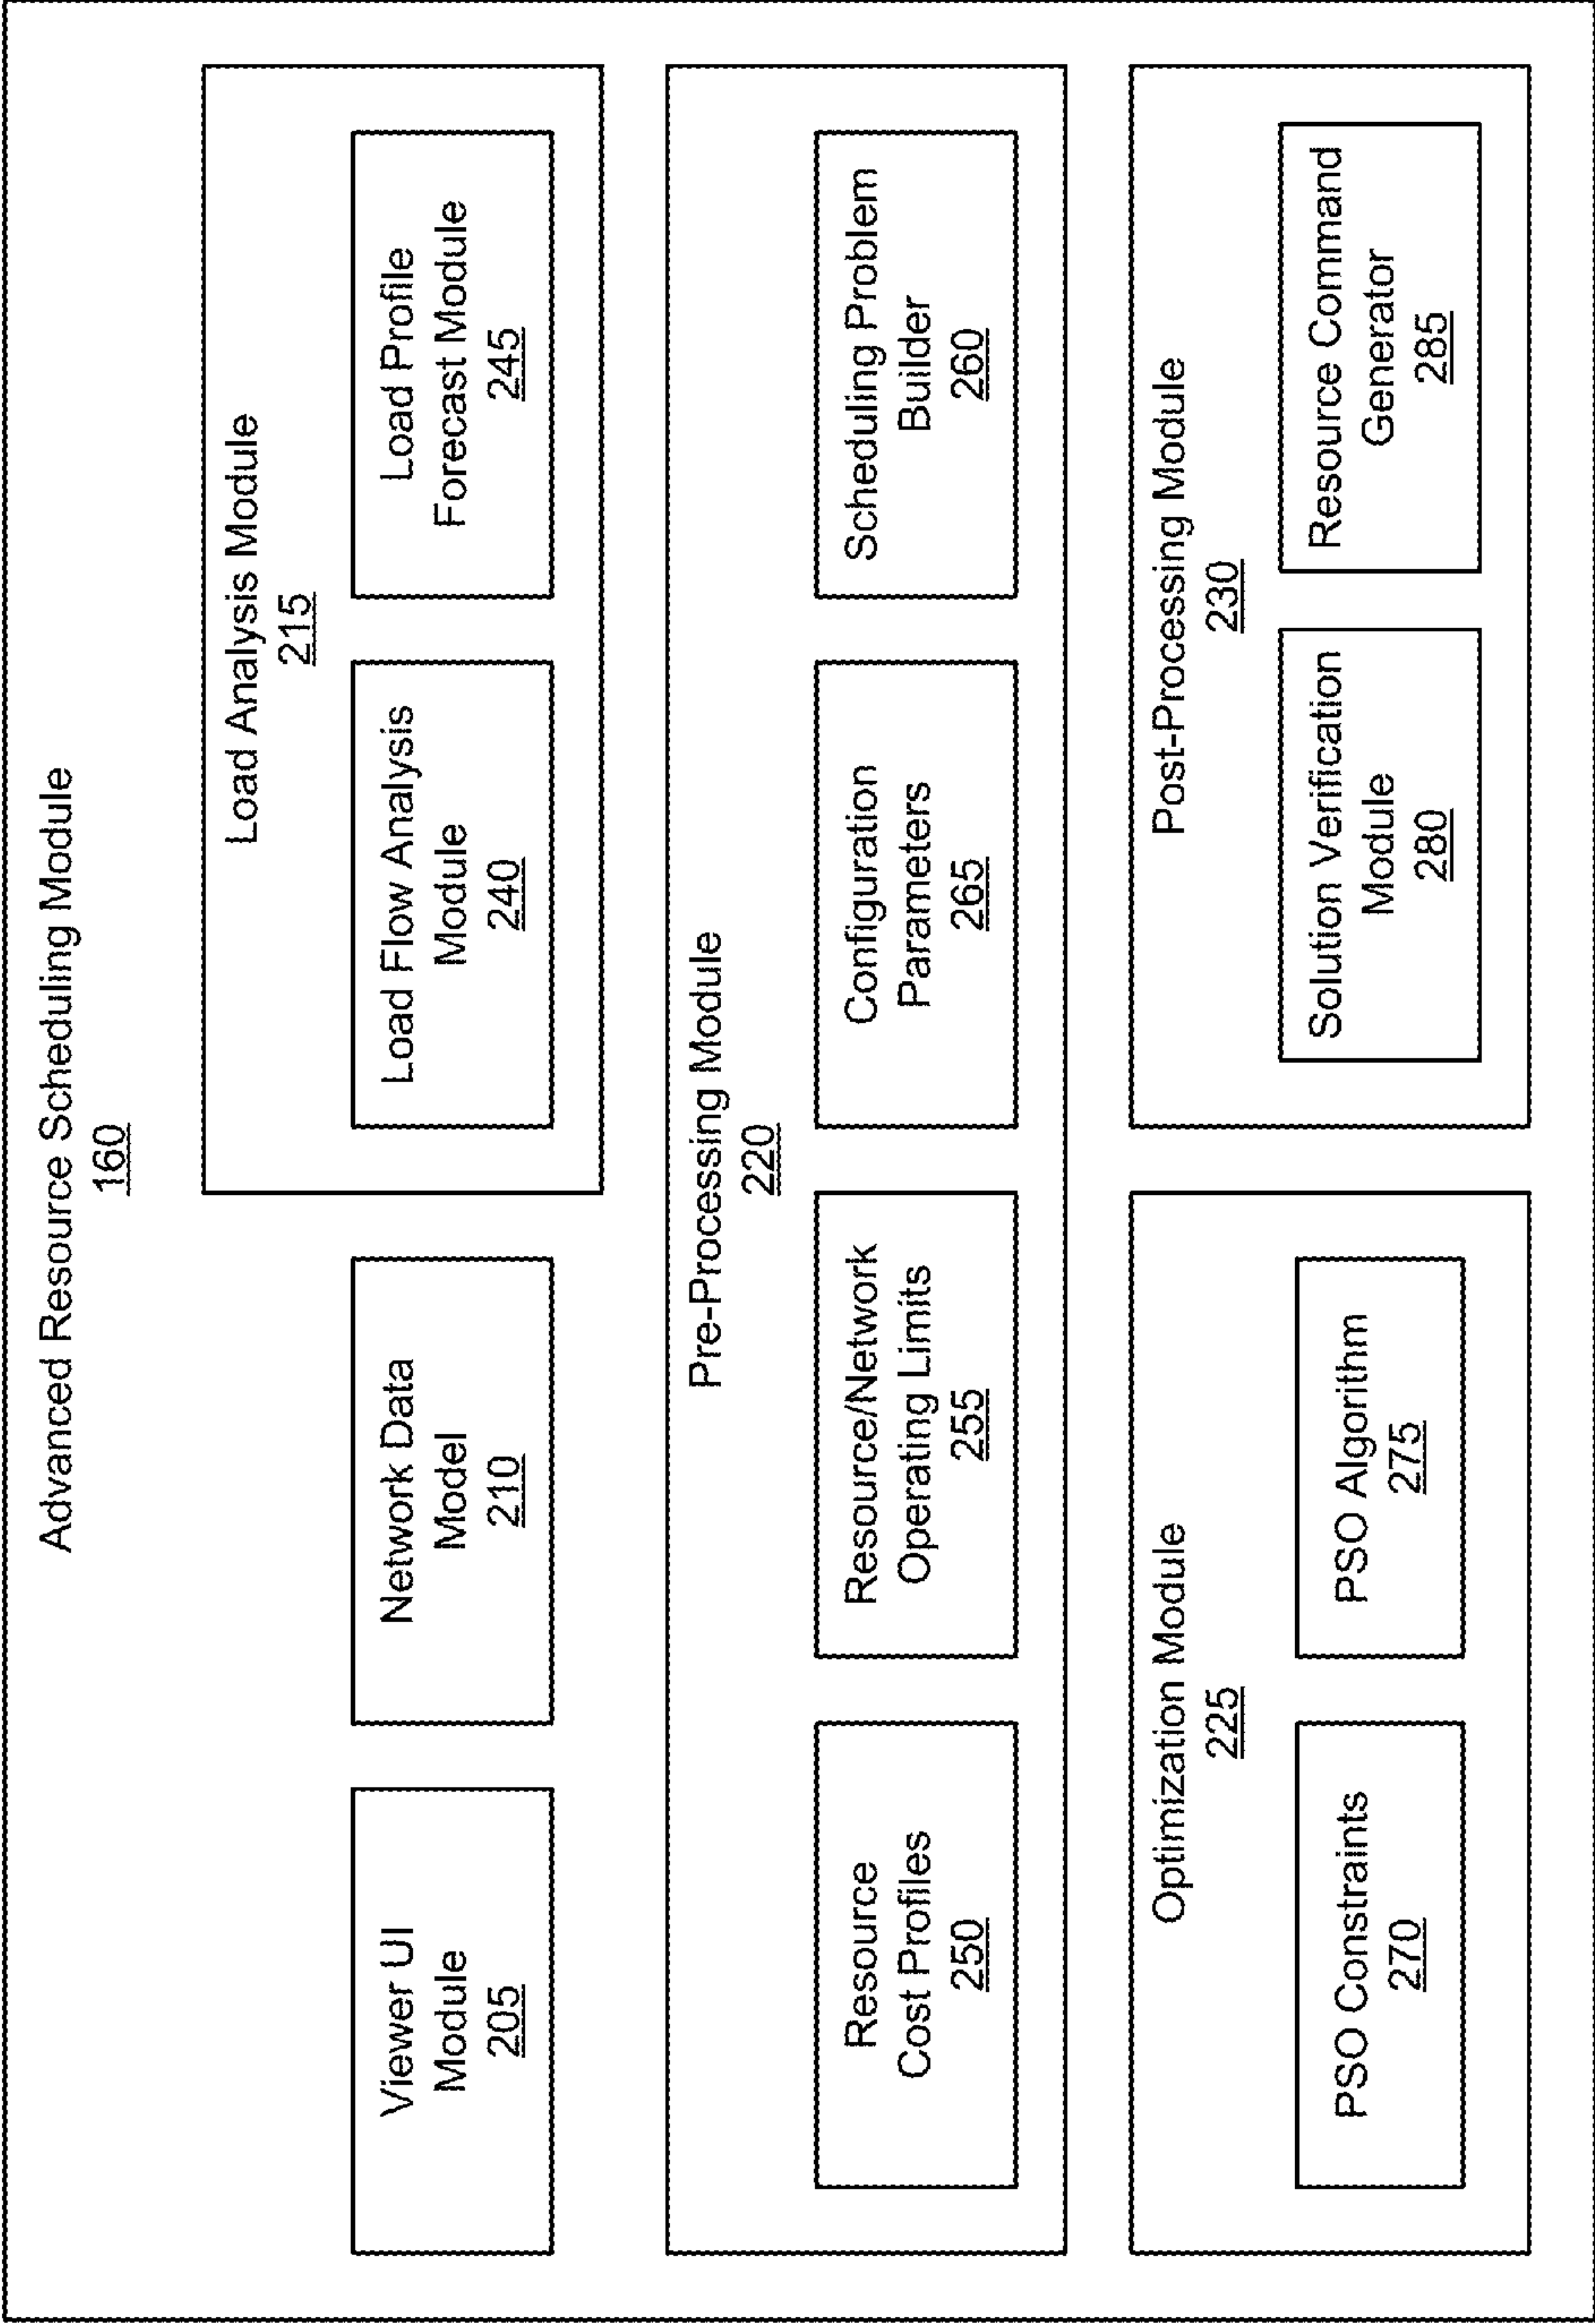 Advanced Resource Scheduling Module
160
Viewer UI
Module
205
Network Data
Model
210
Load Analysis Module
215
Load Flow Analysis
Module
240
Load Profile
Forecast Module
245
Pre-Processing Module
220
Resource
Cost Profiles
250
Resource/Network
Operating Limits
255
Configuration
Parameters
265
Scheduling Problem
Builder
260
Optimization Module
225
PSO Constraints
270
PSO Algorithm
275
Post-Processing Module
230
Solution Verification
Module
280
Resource Command
Generator
285